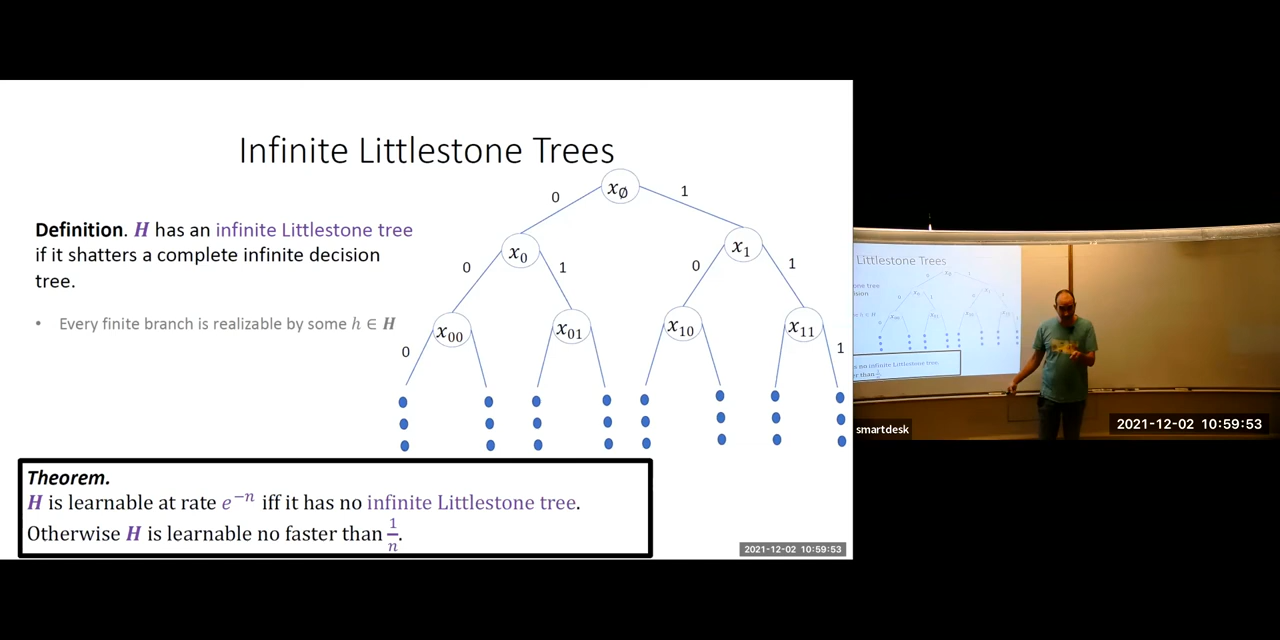 Infinite Littlestone Trees
Definition. H has an infinite Littlestone tree
if it shatters a complete infinite decision
tree.
• Every finite branch is realizable by some h ∈ H
x∅
0 1
x0 x1
0 1 0 1
x00 x01 x10 x11
0 1
Theorem.
H is learnable at rate e⁻ⁿ iff it has no infinite Littlestone tree.
Otherwise H is learnable no faster than 1/n.
2021-12-02 10:59:53
Littlestone Trees
smartdesk
2021-12-02 10:59:53